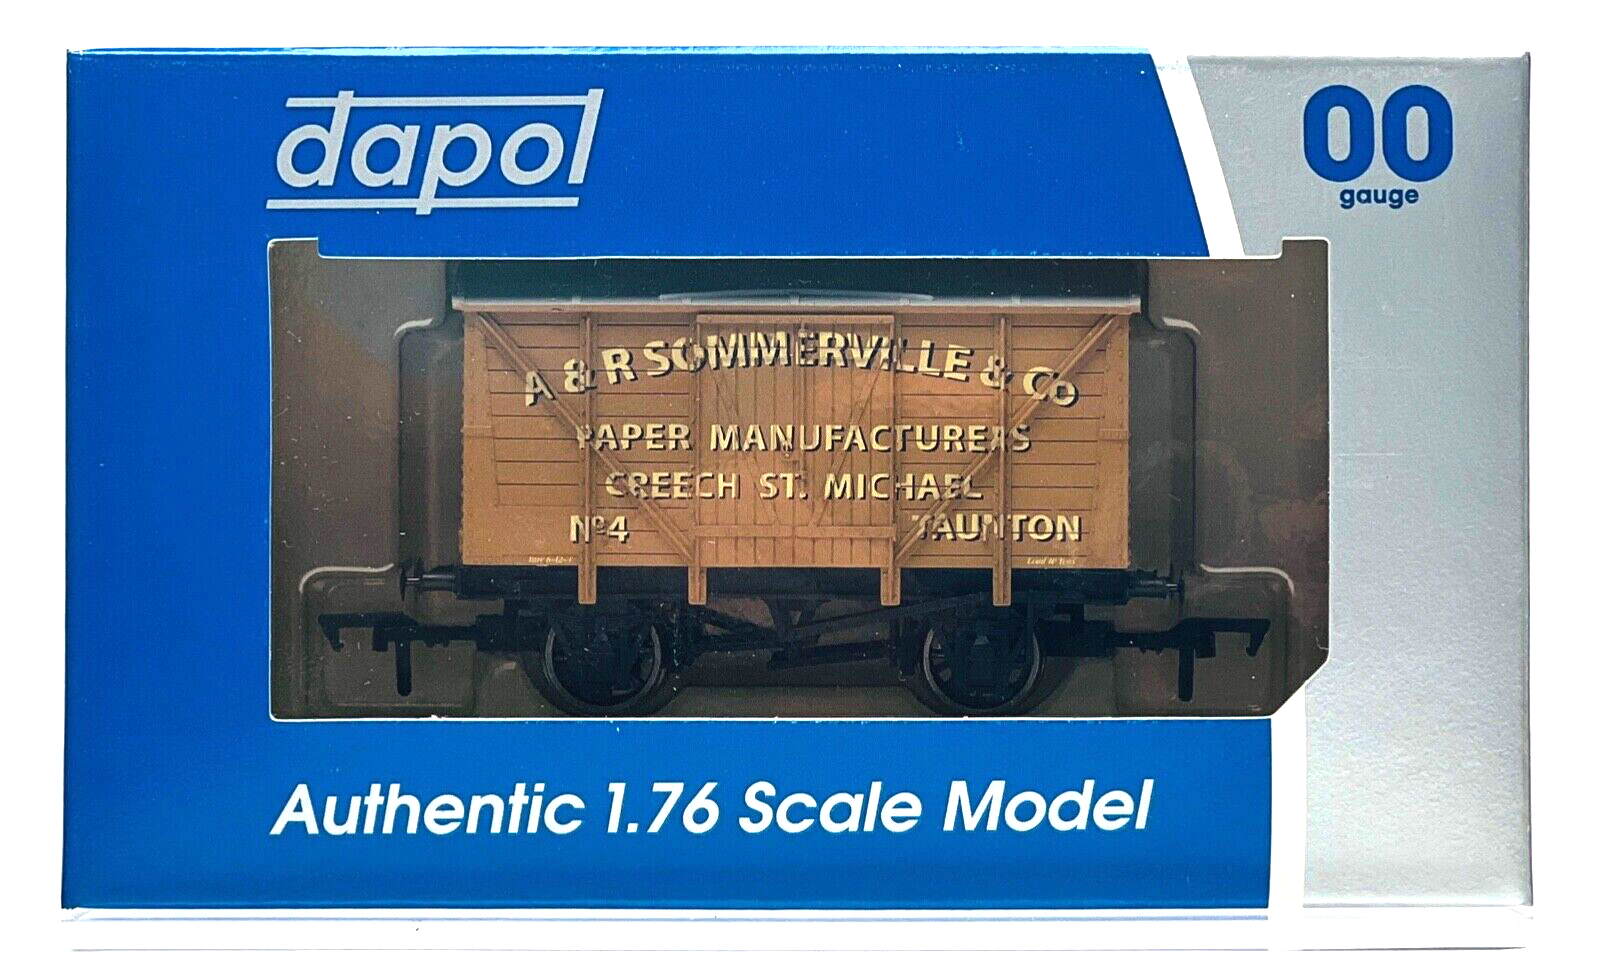 dapol
00
gauge
A & R SOMMERVILLE & Co
PAPER MANUFACTURERS
CREECH ST. MICHAEL
No4 TAUNTON
Authentic 1.76 Scale Model